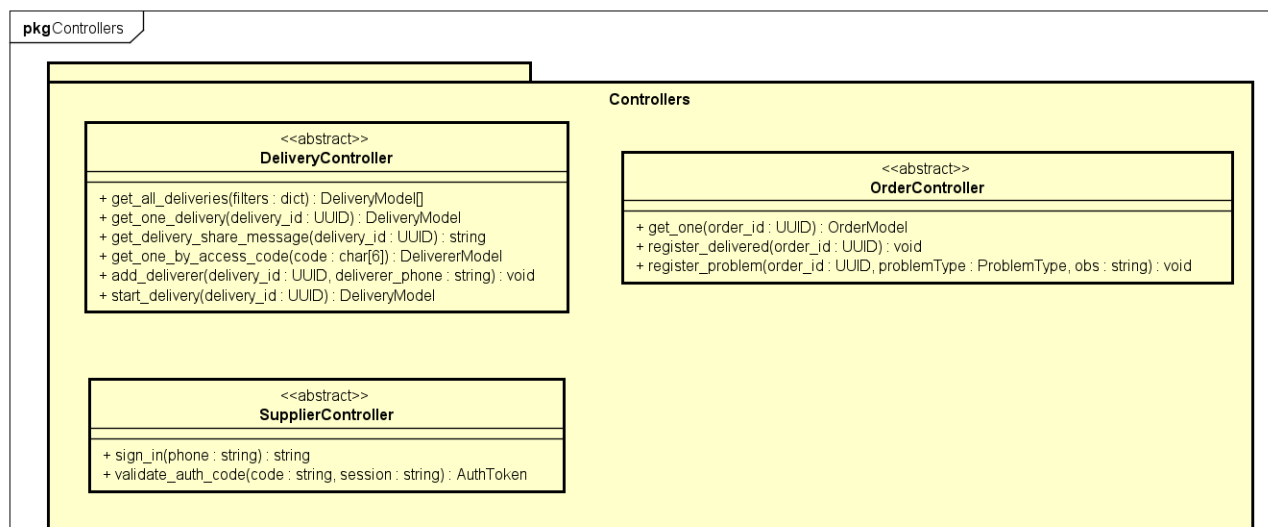 pkg Controllers
Controllers
<<abstract>>
DeliveryController
+ get_all_deliveries(filters : dict) : DeliveryModel[]
+ get_one_delivery(delivery_id : UUID) : DeliveryModel
+ get_delivery_share_message(delivery_id : UUID) : string
+ get_one_by_access_code(code : char[6]) : DelivererModel
+ add_deliverer(delivery_id : UUID, deliverer_phone : string) : void
+ start_delivery(delivery_id : UUID) : DeliveryModel
<<abstract>>
OrderController
+ get_one(order_id : UUID) : OrderModel
+ register_delivered(order_id : UUID) : void
+ register_problem(order_id : UUID, problemType : ProblemType, obs : string) : void
<<abstract>>
SupplierController
+ sign_in(phone : string) : string
+ validate_auth_code(code : string, session : string) : AuthToken